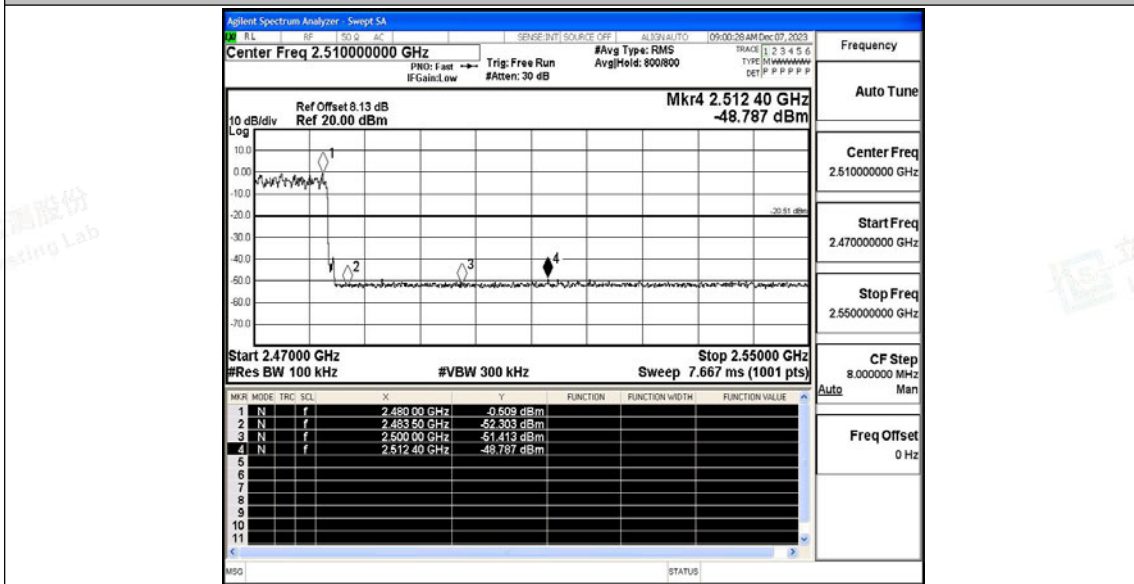 Agilent Spectrum Analyzer - Swept SA
RL RF 50 Ω AC SENSE:INT SOURCE OFF ALIGNAUTO 09:00:28 AM Dec 07, 2023
Center Freq 2.510000000 GHz
PNO: Fast
IFGain:Low
Trig: Free Run
#Atten: 30 dB
#Avg Type: RMS
Avg|Hold: 800/800
TRACE 1 2 3 4 5 6
TYPE M
DET P P P P P P
Ref Offset 8.13 dB
10 dB/div Ref 20.00 dBm
Log
Mkr4 2.512 40 GHz
-48.787 dBm
10.0
0.00
-10.0
-20.0
-30.0
-40.0
-50.0
-60.0
-70.0
1
2
3
4
-20.51 dBm
Start 2.47000 GHz Stop 2.55000 GHz
#Res BW 100 kHz #VBW 300 kHz Sweep 7.667 ms (1001 pts)
MKR MODE TRC SCL X Y FUNCTION FUNCTION WIDTH FUNCTION VALUE
1 N f 2.480 00 GHz -0.509 dBm
2 N f 2.483 50 GHz -52.303 dBm
3 N f 2.500 00 GHz -51.413 dBm
4 N f 2.512 40 GHz -48.787 dBm
5
6
7
8
9
10
11
MSG STATUS
Frequency
Auto Tune
Center Freq
2.510000000 GHz
Start Freq
2.470000000 GHz
Stop Freq
2.550000000 GHz
CF Step
8.000000 MHz
Auto Man
Freq Offset
0 Hz
测股份
sting Lab
立